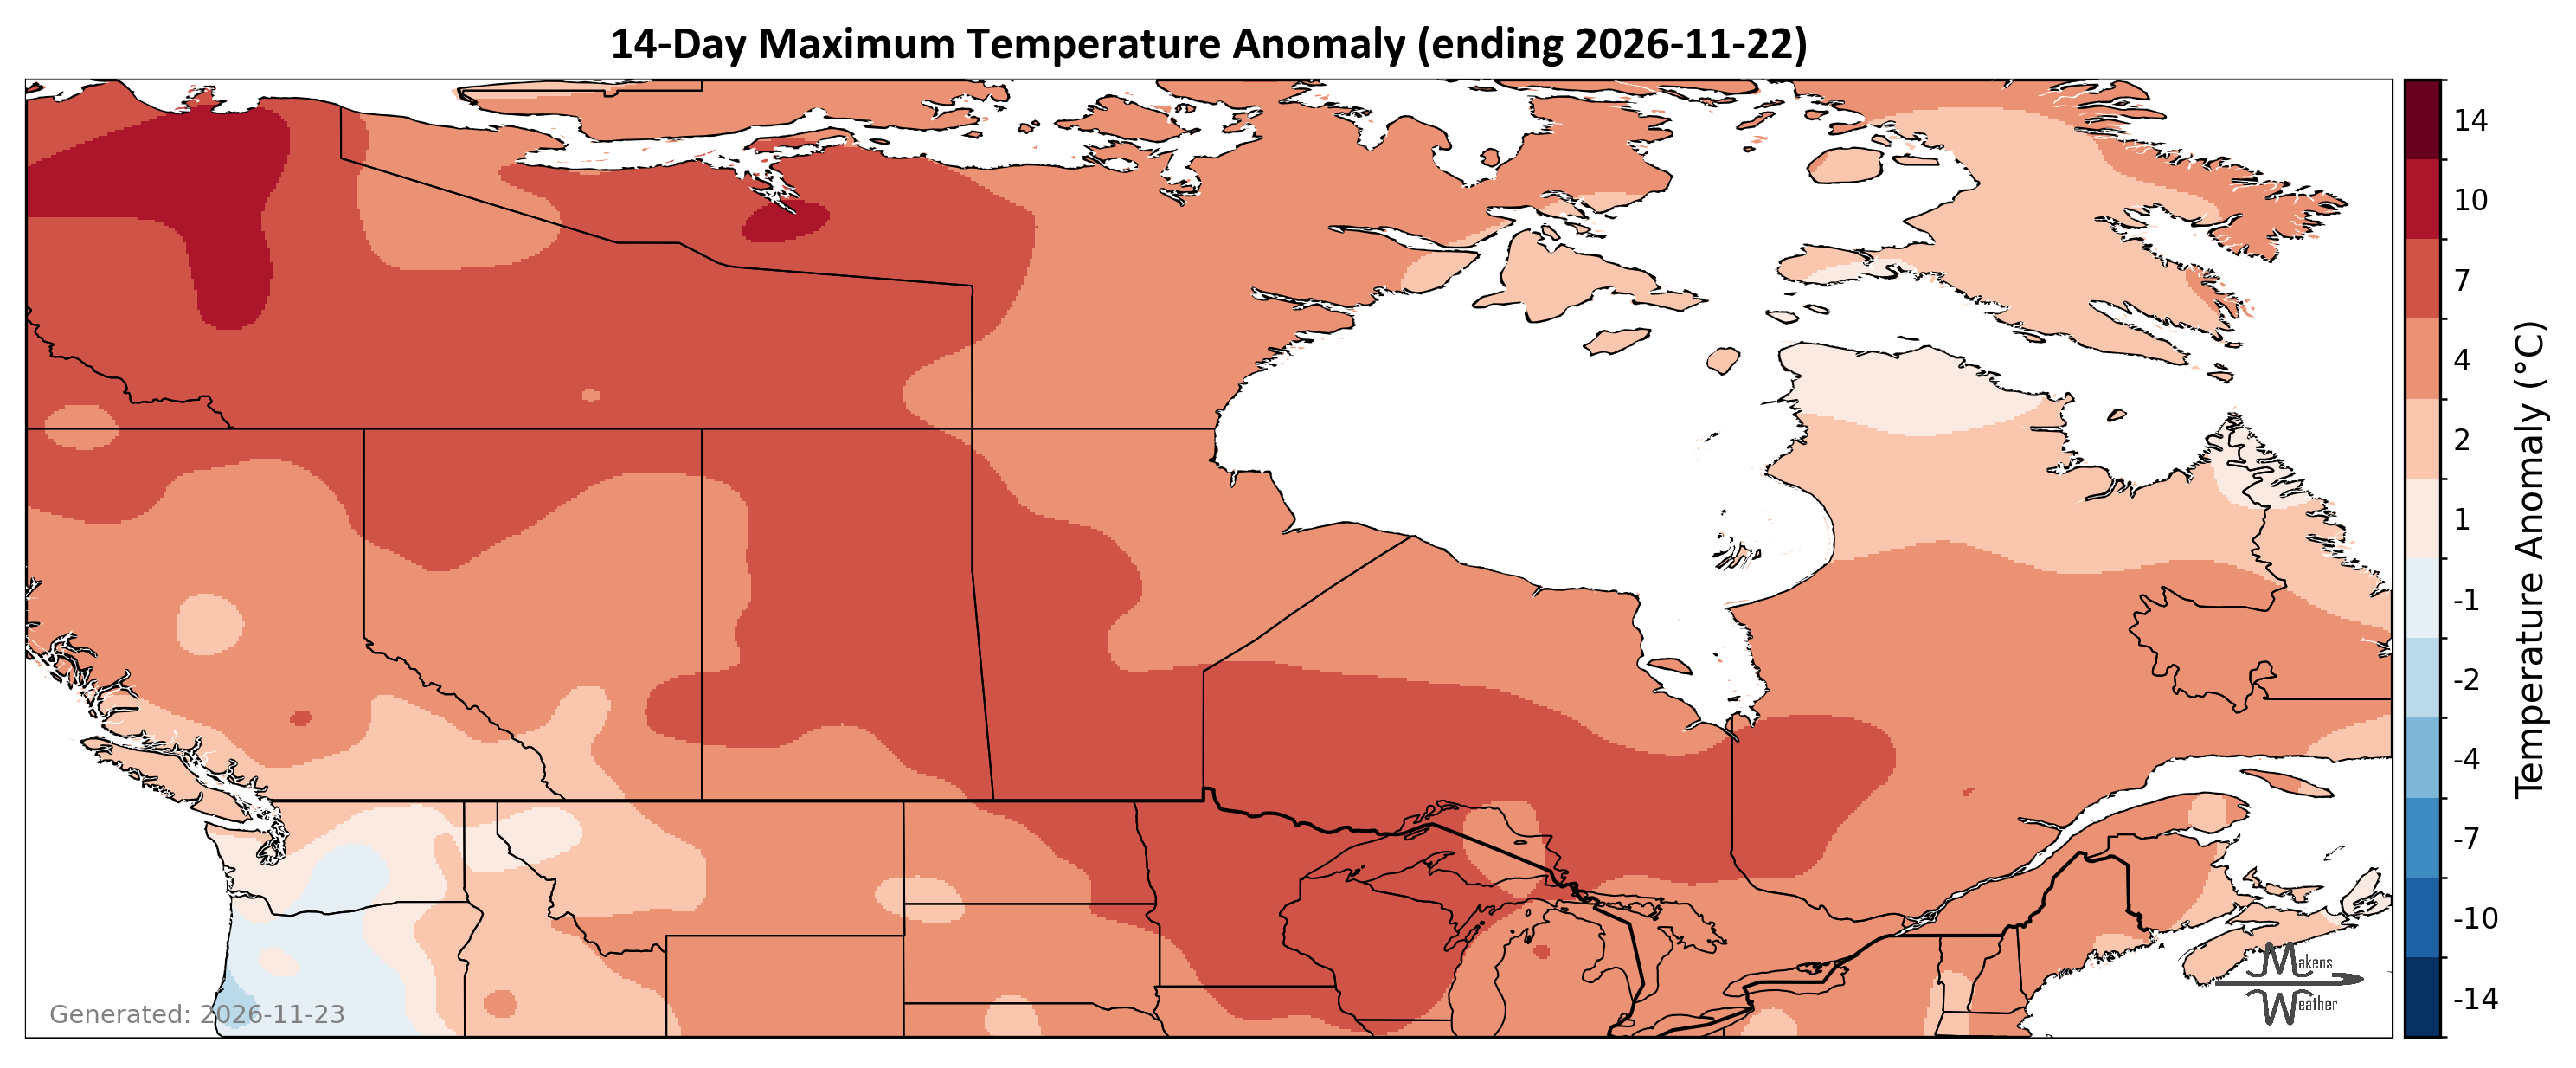 14-Day Maximum Temperature Anomaly (ending 2026-11-22)
14
10
7
4
2
1
-1
-2
-4
-7
-10
-14
Temperature Anomaly (°C)
Generated: 2026-11-23
Makens
Weather